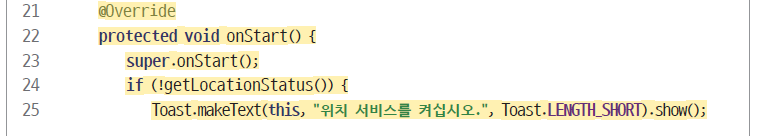 21 @Override
22 protected void onStart() {
23 super.onStart();
24 if (!getLocationStatus()) {
25 Toast.makeText(this, "위치 서비스를 켜십시오.", Toast.LENGTH_SHORT).show();